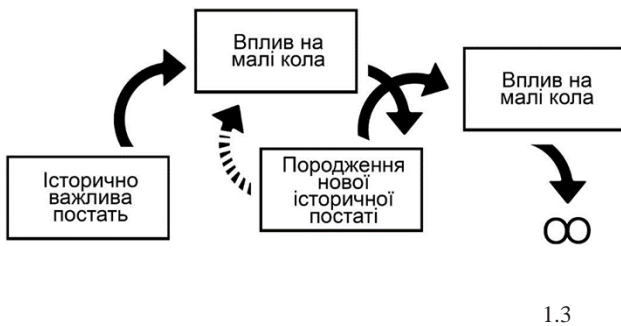 Історично
важлива
постать
Вплив на
малі кола
Породження
нової
історичної
постаті
Вплив на
малі кола
∞
1.3